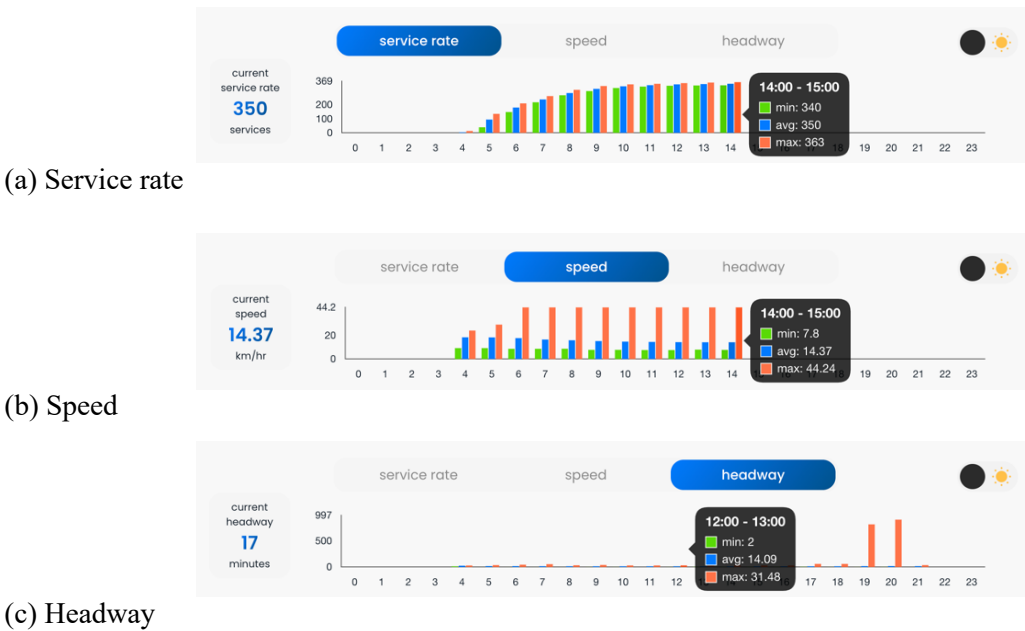 service rate speed headway
current
service rate
350
services
369
200
100
0
0 1 2 3 4 5 6 7 8 9 10 11 12 13 14 18 19 20 21 22 23
14:00 - 15:00
min: 340
avg: 350
max: 363
(a) Service rate
service rate speed headway
current
speed
14.37
km/hr
44.2
20
0
0 1 2 3 4 5 6 7 8 9 10 11 12 13 14 18 19 20 21 22 23
14:00 - 15:00
min: 7.8
avg: 14.37
max: 44.24
(b) Speed
service rate speed headway
current
headway
17
minutes
997
500
0
0 1 2 3 4 5 6 7 8 9 10 11 12 13 14 15 16 17 18 19 20 21 22 23
12:00 - 13:00
min: 2
avg: 14.09
max: 31.48
(c) Headway